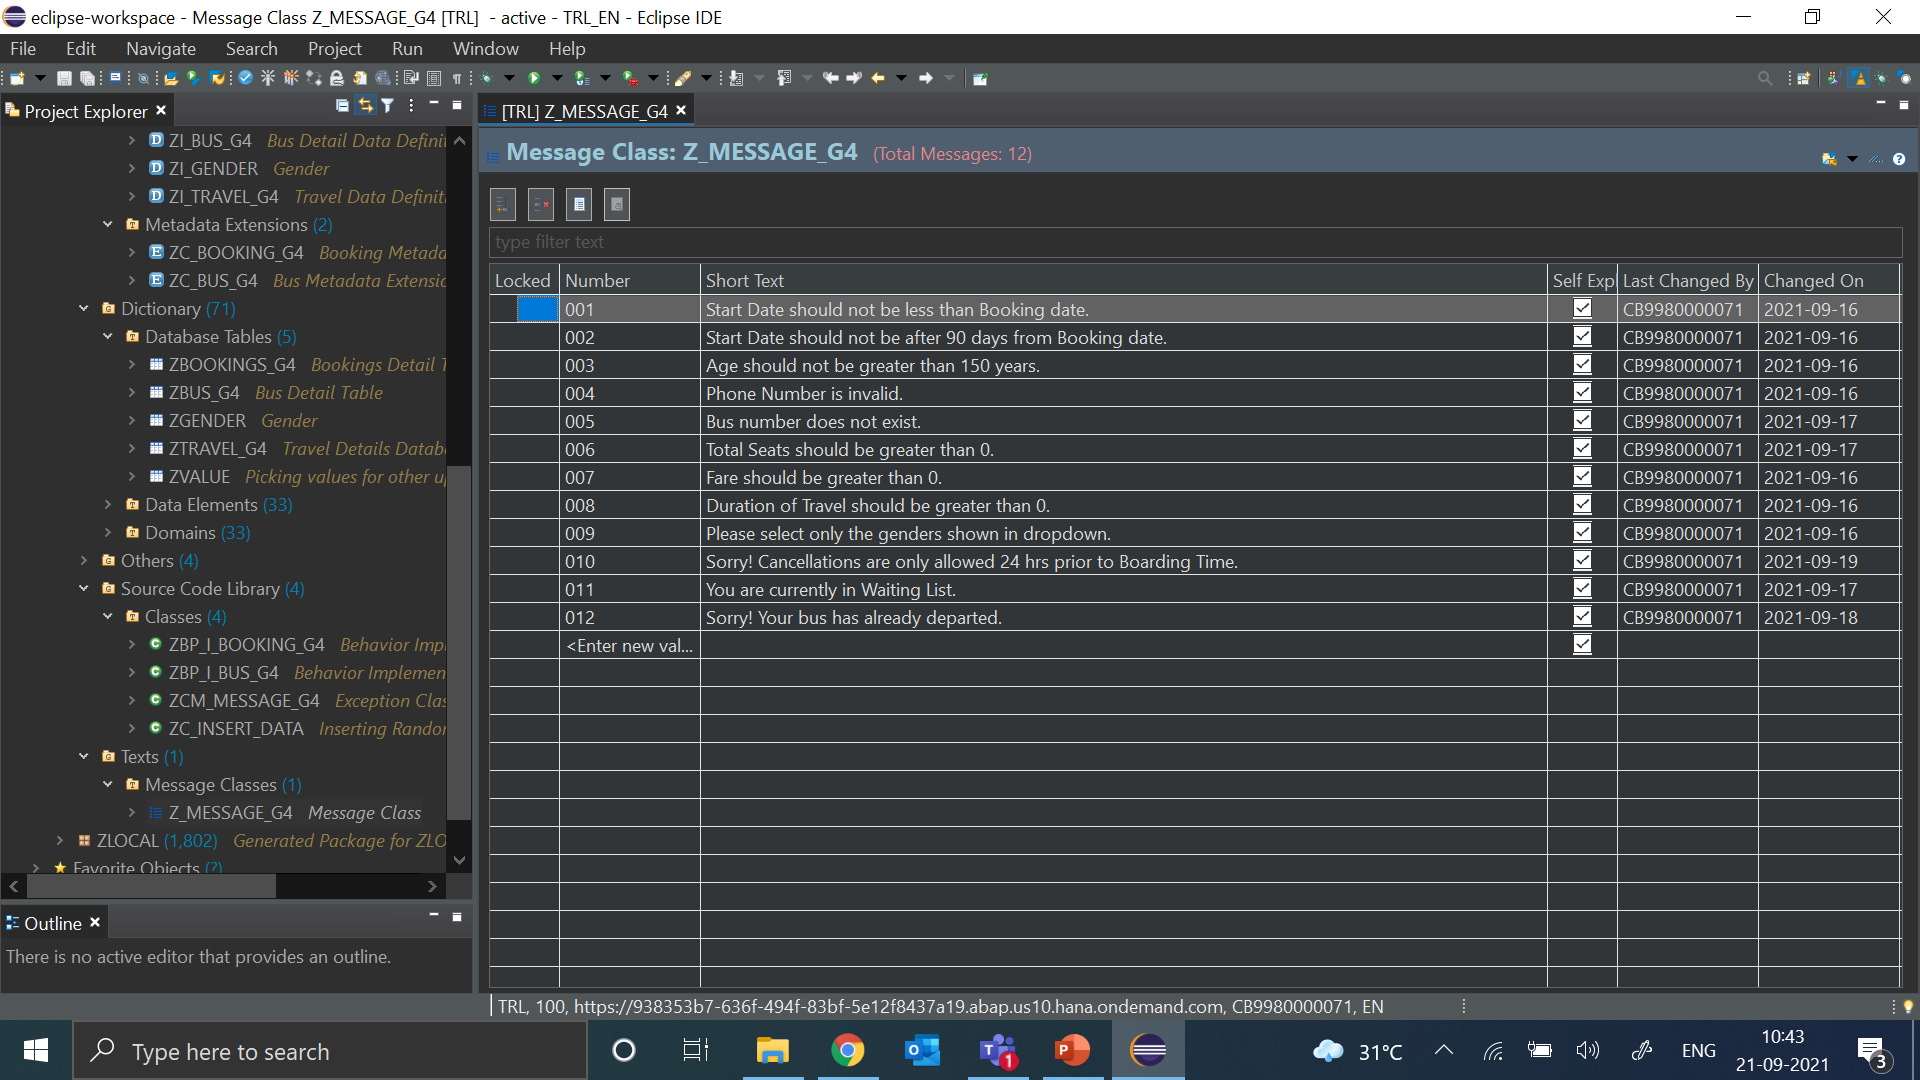 eclipse-workspace - Message Class Z_MESSAGE_G4 [TRL]  - active - TRL_EN - Eclipse IDE
File Edit Navigate Search Project Run Window Help
Project Explorer
ZI_BUS_G4 Bus Detail Data Definit
ZI_GENDER Gender
ZI_TRAVEL_G4 Travel Data Definiti
Metadata Extensions (2)
ZC_BOOKING_G4 Booking Metada
ZC_BUS_G4 Bus Metadata Extensio
Dictionary (71)
Database Tables (5)
ZBOOKINGS_G4 Bookings Detail T
ZBUS_G4 Bus Detail Table
ZGENDER Gender
ZTRAVEL_G4 Travel Details Datab
ZVALUE Picking values for other u
Data Elements (33)
Domains (33)
Others (4)
Source Code Library (4)
Classes (4)
ZBP_I_BOOKING_G4 Behavior Imp
ZBP_I_BUS_G4 Behavior Implemen
ZCM_MESSAGE_G4 Exception Clas
ZC_INSERT_DATA Inserting Randor
Texts (1)
Message Classes (1)
Z_MESSAGE_G4 Message Class
ZLOCAL (1,802) Generated Package for ZLO
Favorite Objects (?)
Outline
There is no active editor that provides an outline.
[TRL] Z_MESSAGE_G4
Message Class: Z_MESSAGE_G4 (Total Messages: 12)
type filter text
Locked Number Short Text Self Expl Last Changed By Changed On
001 Start Date should not be less than Booking date. CB9980000071 2021-09-16
002 Start Date should not be after 90 days from Booking date. CB9980000071 2021-09-16
003 Age should not be greater than 150 years. CB9980000071 2021-09-16
004 Phone Number is invalid. CB9980000071 2021-09-16
005 Bus number does not exist. CB9980000071 2021-09-17
006 Total Seats should be greater than 0. CB9980000071 2021-09-17
007 Fare should be greater than 0. CB9980000071 2021-09-16
008 Duration of Travel should be greater than 0. CB9980000071 2021-09-16
009 Please select only the genders shown in dropdown. CB9980000071 2021-09-16
010 Sorry! Cancellations are only allowed 24 hrs prior to Boarding Time. CB9980000071 2021-09-19
011 You are currently in Waiting List. CB9980000071 2021-09-17
012 Sorry! Your bus has already departed. CB9980000071 2021-09-18
<Enter new val...
TRL, 100, https://938353b7-636f-494f-83bf-5e12f8437a19.abap.us10.hana.ondemand.com, CB9980000071, EN
Type here to search
1
31°C
ENG
10:43
21-09-2021
3